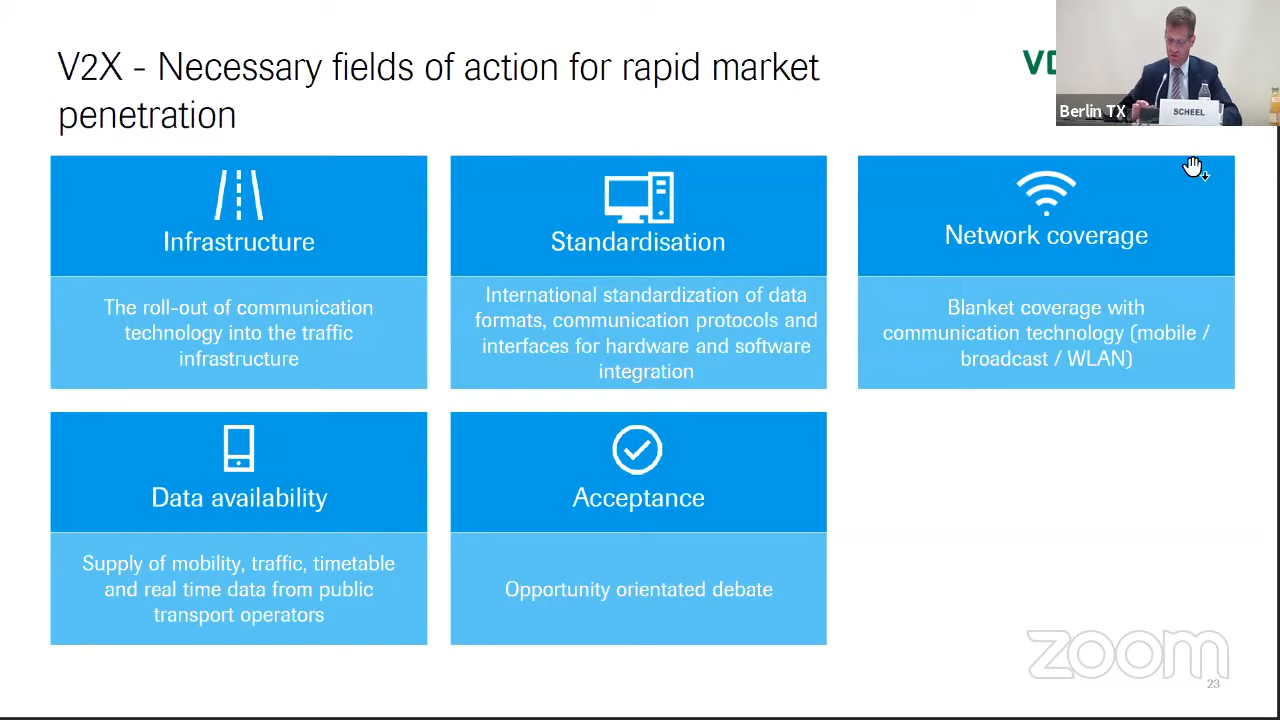 V2X - Necessary fields of action for rapid market
penetration
Berlin TX
SCHEEL
Infrastructure
The roll-out of communication
technology into the traffic
infrastructure
Standardisation
International standardization of data
formats, communication protocols and
interfaces for hardware and software
integration
Network coverage
Blanket coverage with
communication technology (mobile /
broadcast / WLAN)
Data availability
Supply of mobility, traffic, timetable
and real time data from public
transport operators
Acceptance
Opportunity orientated debate
zoom
23